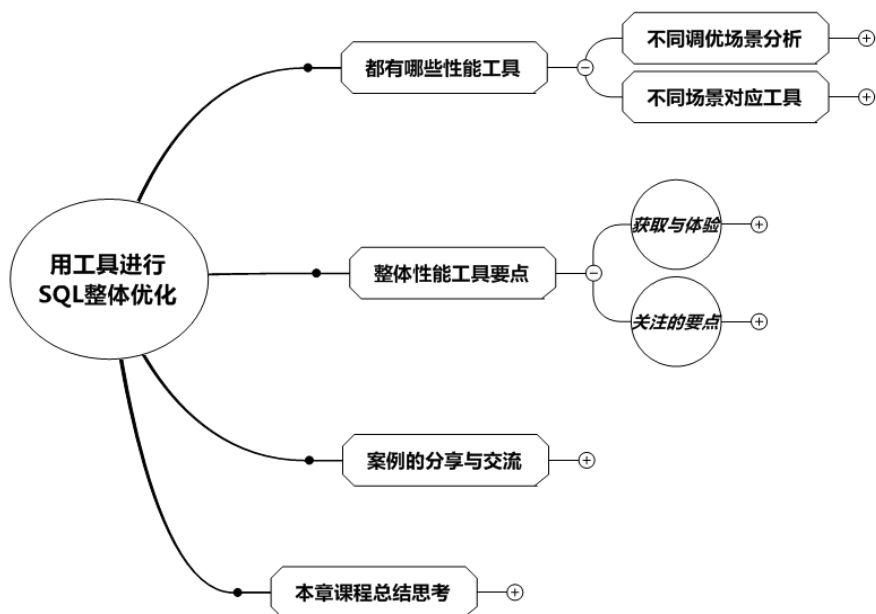 都有哪些性能工具
不同调优场景分析
不同场景对应工具
用工具进行
SQL整体优化
整体性能工具要点
获取与体验
关注的要点
案例的分享与交流
本章课程总结思考